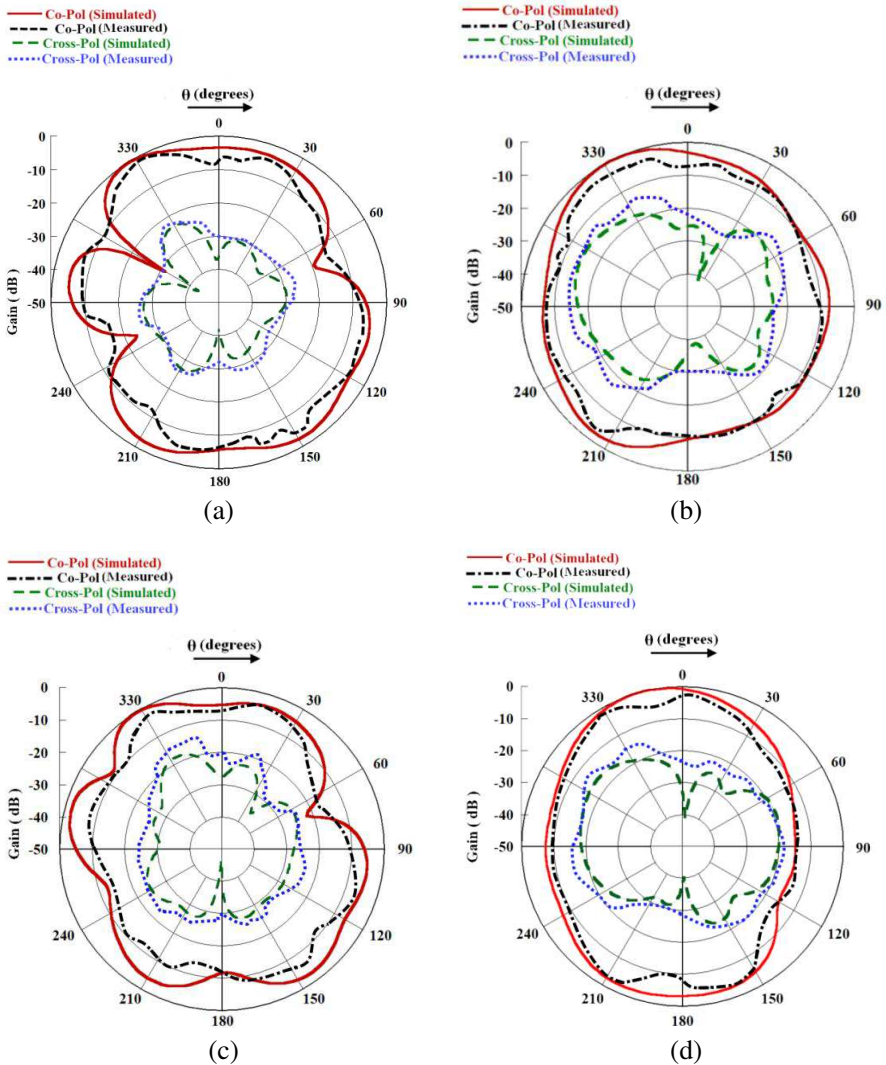 Co-Pol (Simulated)
Co-Pol (Measured)
Cross-Pol (Simulated)
Cross-Pol (Measured)
θ (degrees)
0
30
60
90
120
150
180
210
240
330
0
-10
-20
-30
-40
-50
Gain ( dB )
(a)
Co-Pol (Simulated)
Co-Pol (Measured)
Cross-Pol (Simulated)
Cross-Pol (Measured)
θ (degrees)
0
30
60
90
120
150
180
210
240
330
0
-10
-20
-30
-40
-50
Gain ( dB )
(b)
Co-Pol (Simulated)
Co-Pol (Measured)
Cross-Pol (Simulated)
Cross-Pol (Measured)
θ (degrees)
0
30
60
90
120
150
180
210
240
330
0
-10
-20
-30
-40
-50
Gain ( dB )
(c)
Co-Pol (Simulated)
Co-Pol (Measured)
Cross-Pol (Simulated)
Cross-Pol (Measured)
θ (degrees)
0
30
60
90
120
150
180
210
240
330
0
-10
-20
-30
-40
-50
Gain ( dB )
(d)